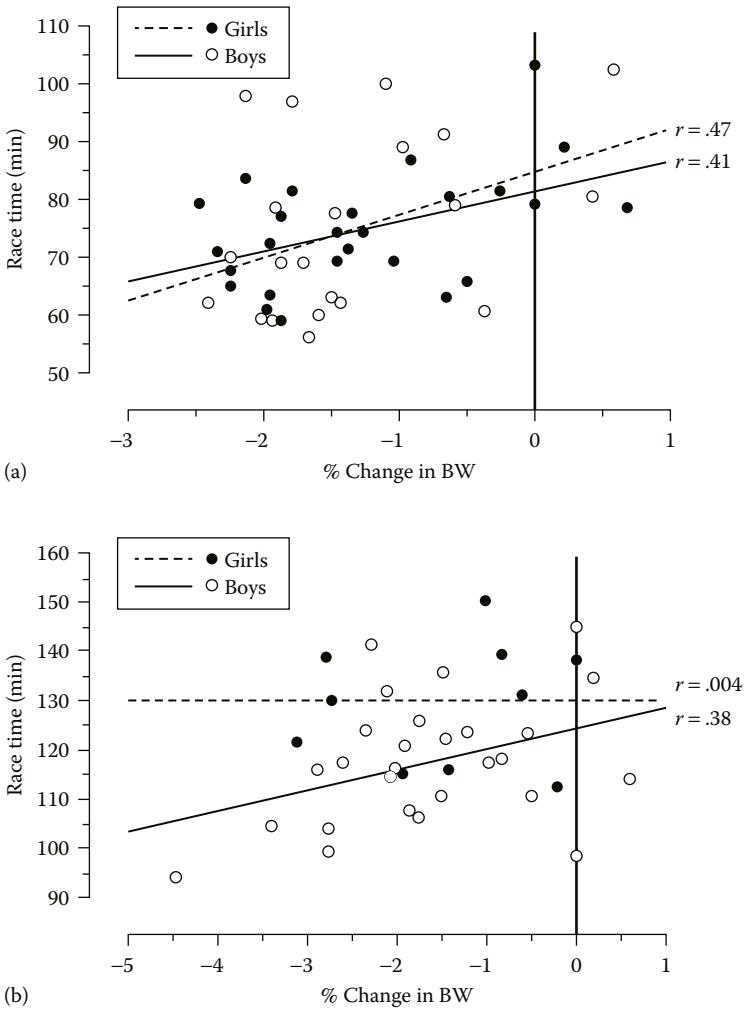 110
Girls
Boys
100
90
r = .47
r = .41
80
70
60
50
Race time (min)
−3
−2
−1
0
1
(a)
% Change in BW
160
Girls
Boys
150
140
r = .004
130
r = .38
120
110
100
90
Race time (min)
−5
−4
−3
−2
−1
0
1
(b)
% Change in BW